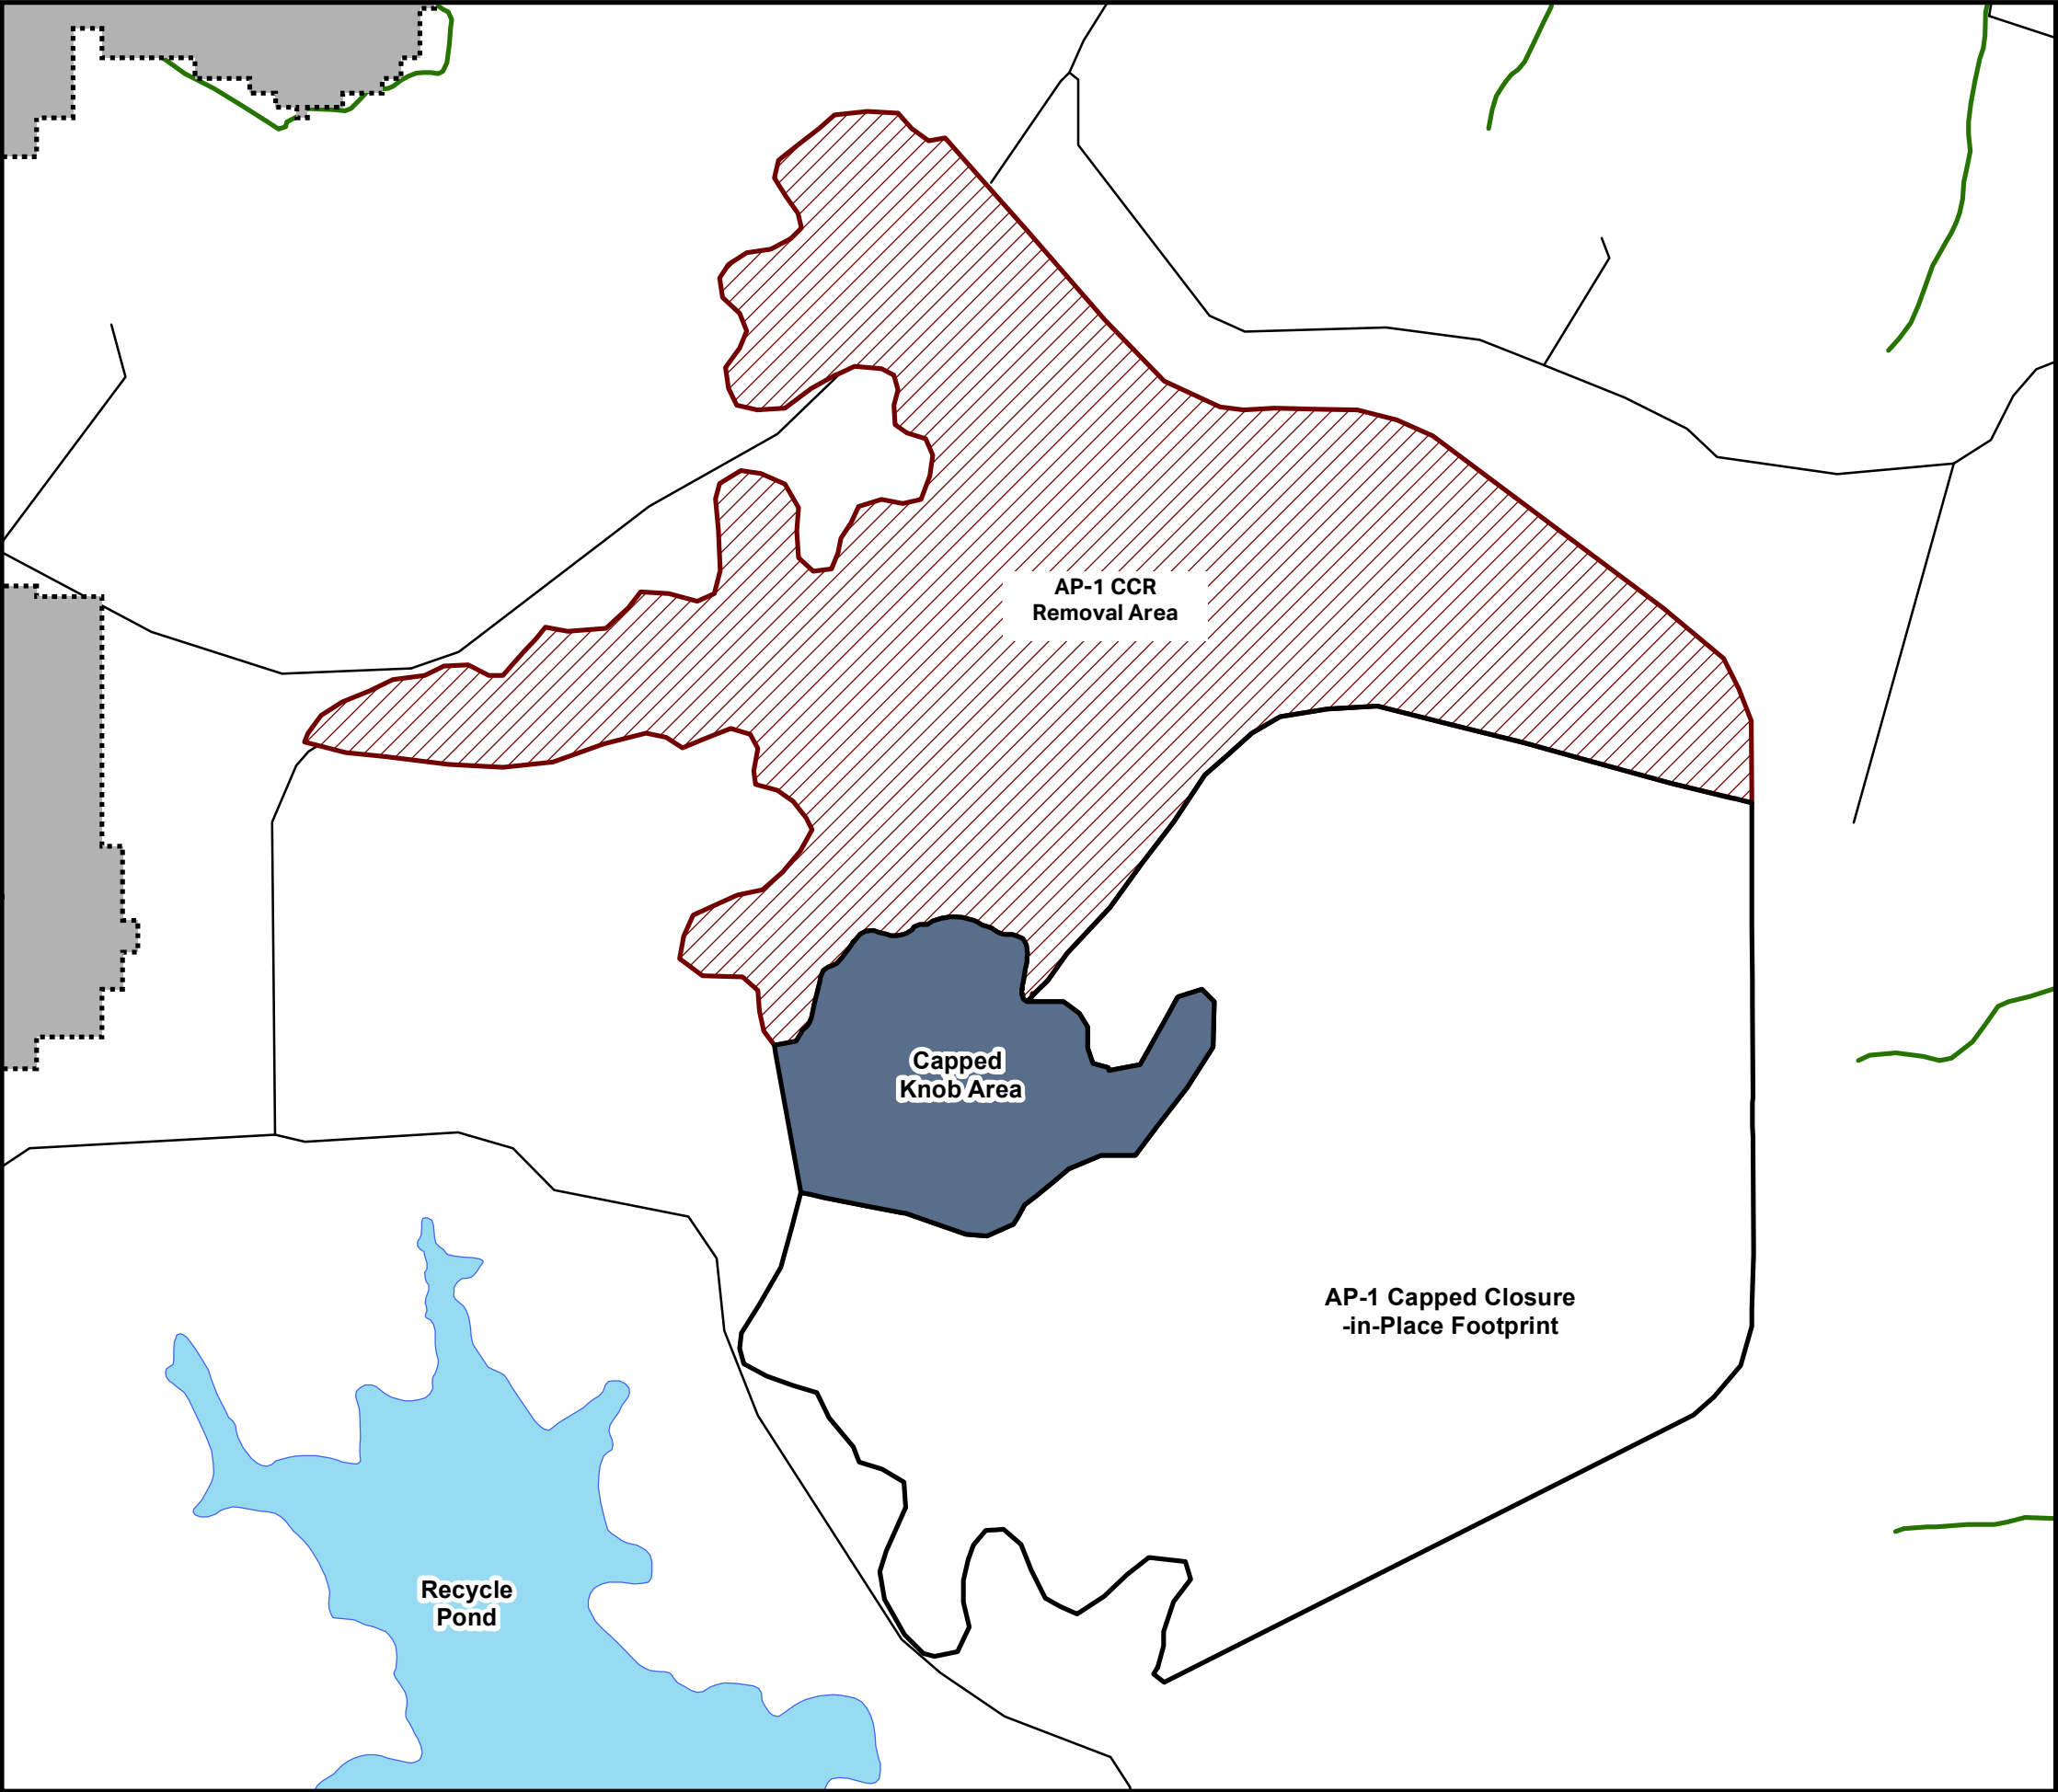 AP-1 CCR
Removal Area
Capped
Knob Area
AP-1 Capped Closure
-in-Place Footprint
Recycle
Pond